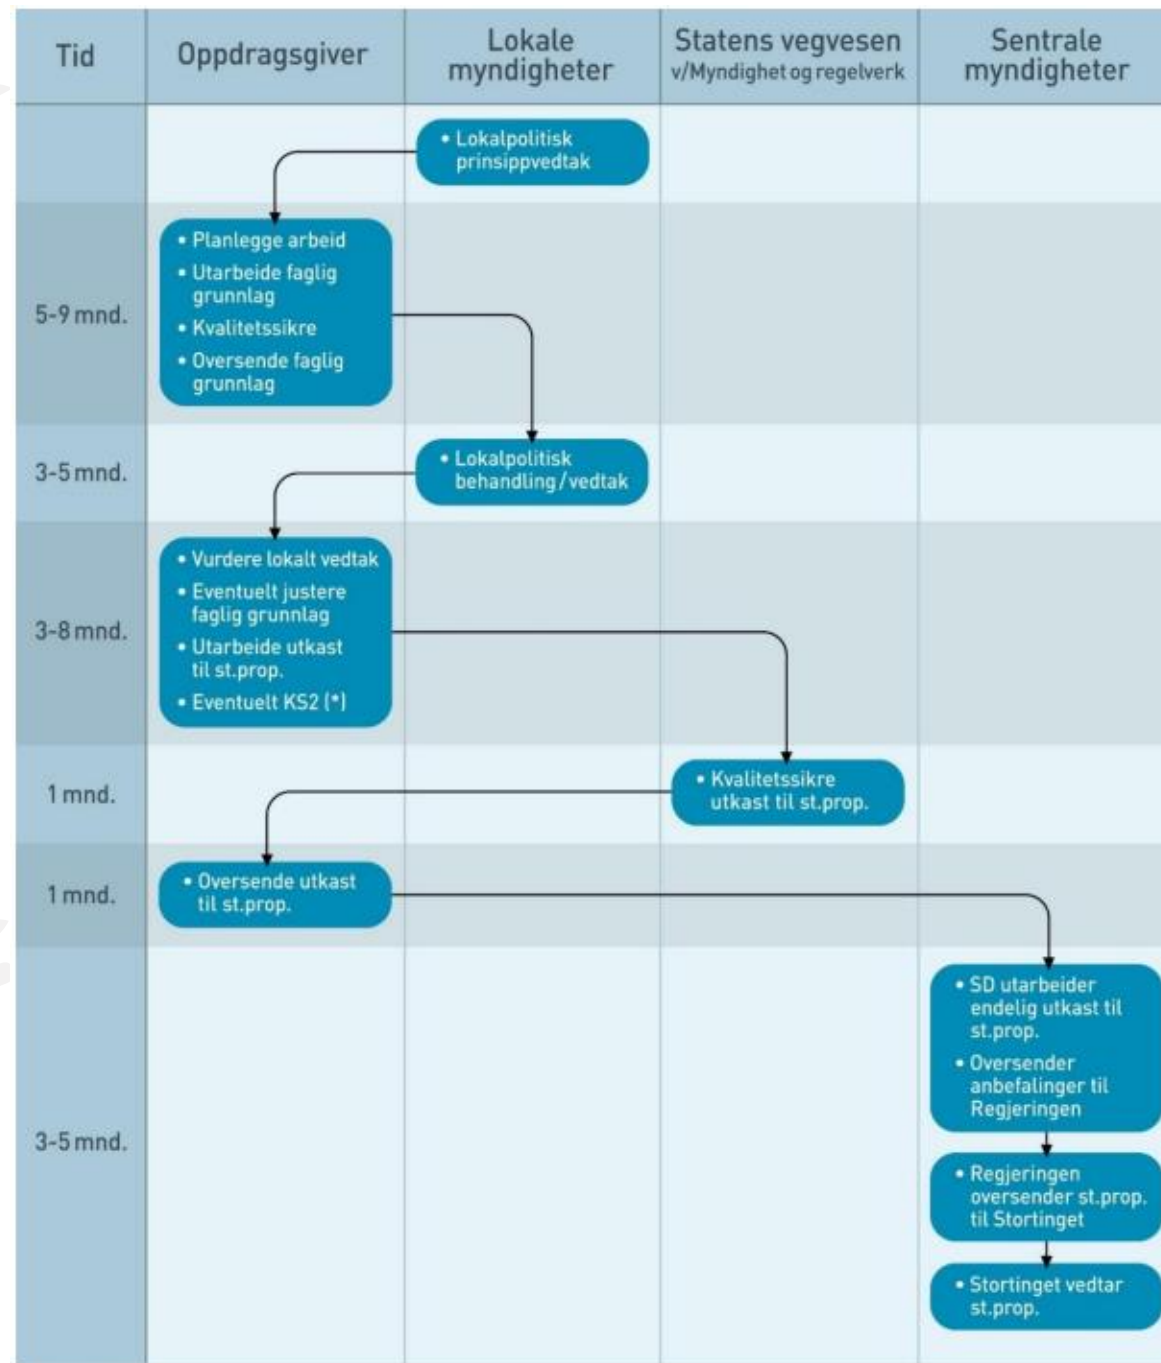 Tid
Oppdragsgiver
Lokale
myndigheter
Statens vegvesen
v/Myndighet og regelverk
Sentrale
myndigheter
• Lokalpolitisk
prinsippvedtak
5-9 mnd.
• Planlegge arbeid
• Utarbeide faglig
grunnlag
• Kvalitetssikre
• Oversende faglig
grunnlag
3-5 mnd.
• Lokalpolitisk
behandling/vedtak
3-8 mnd.
• Vurdere lokalt vedtak
• Eventuelt justere
faglig grunnlag
• Utarbeide utkast
til st.prop.
• Eventuelt KS2 (*)
1 mnd.
• Kvalitetssikre
utkast til st.prop.
1 mnd.
• Oversende utkast
til st.prop.
3-5 mnd.
• SD utarbeider
endelig utkast til
st.prop.
• Oversender
anbefalinger til
Regjeringen
• Regjeringen
oversender st.prop.
til Stortinget
• Stortinget vedtar
st.prop.